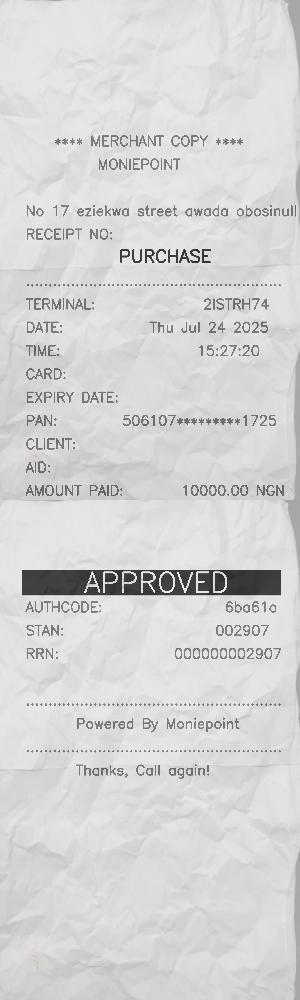 **** MERCHANT COPY ****
MONIEPOINT
No 17 eziekwa street awada obosinull
RECEIPT NO:
PURCHASE
TERMINAL: 2ISTRH74
DATE: Thu Jul 24 2025
TIME: 15:27:20
CARD:
EXPIRY DATE:
PAN: 506107*********1725
CLIENT:
AID:
AMOUNT PAID: 10000.00 NGN
APPROVED
AUTHCODE: 6ba61a
STAN: 002907
RRN: 000000002907
Powered By Moniepoint
Thanks, Call again!